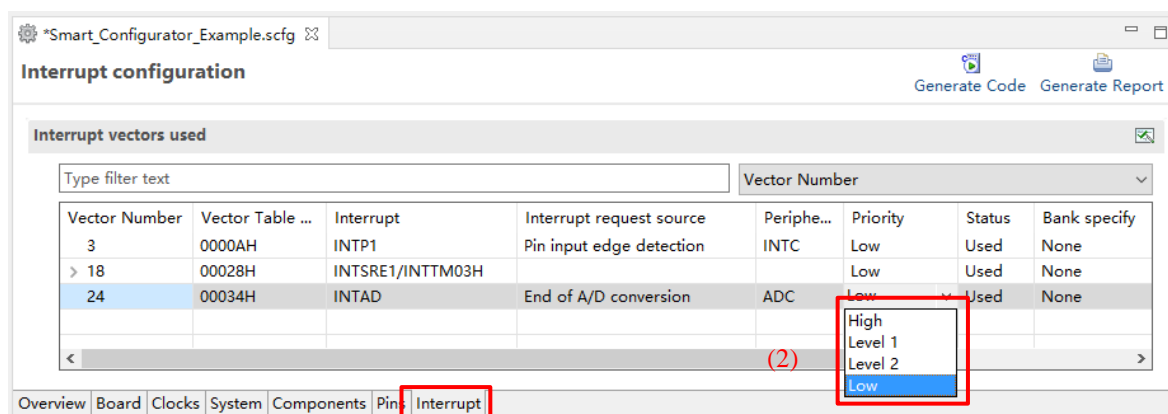 *Smart_Configurator_Example.scfg
Interrupt configuration
Generate Code Generate Report
Interrupt vectors used
Type filter text Vector Number
Vector Number Vector Table ... Interrupt Interrupt request source Periphe... Priority Status Bank specify
3 0000AH INTP1 Pin input edge detection INTC Low Used None
> 18 00028H INTSRE1/INTTM03H Low Used None
24 00034H INTAD End of A/D conversion ADC Low Used None
High
Level 1
(2) Level 2
Low
Overview Board Clocks System Components Pins Interrupt